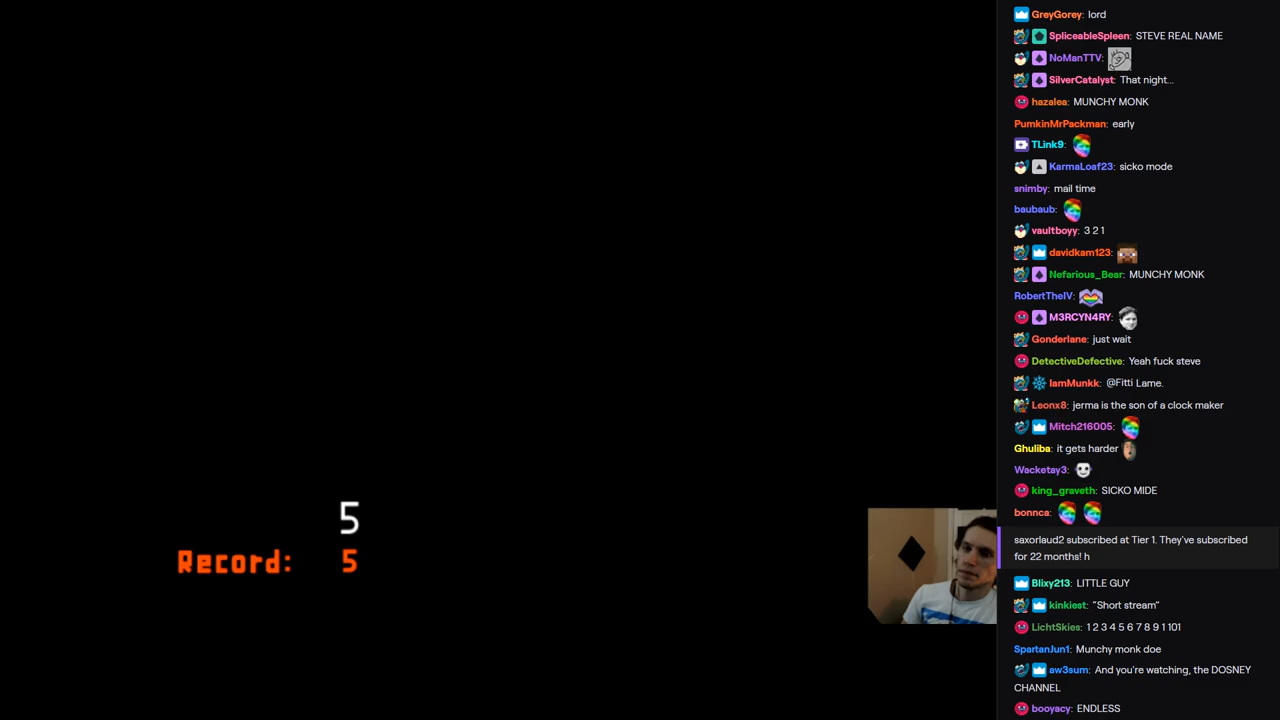 5
Record: 5
GreyGorey: lord
SpliceableSpleen: STEVE REAL NAME
NoManTTV:
SilverCatalyst: That night...
hazalea: MUNCHY MONK
PumkinMrPackman: early
TLink9:
KarmaLoaf23: sicko mode
snimby: mail time
baubaub:
vaultboyy: 3 2 1
davidkam123:
Nefarious_Bear: MUNCHY MONK
RobertTheIV:
M3RCYN4RY:
Gonderlane: just wait
DetectiveDefective: Yeah fuck steve
IamMunkk: @Fitti Lame.
Leonx8: jerma is the son of a clock maker
Mitch216005:
Ghuliba: it gets harder
Wacketay3:
king_graveth: SICKO MIDE
bonnca:
saxorlaud2 subscribed at Tier 1. They've subscribed
for 22 months! h
Blixy213: LITTLE GUY
kinkiest: "Short stream"
LichtSkies: 1 2 3 4 5 6 7 8 9 1 101
SpartanJun1: Munchy monk doe
aw3sum: And you're watching, the DOSNEY
CHANNEL
booyacy: ENDLESS